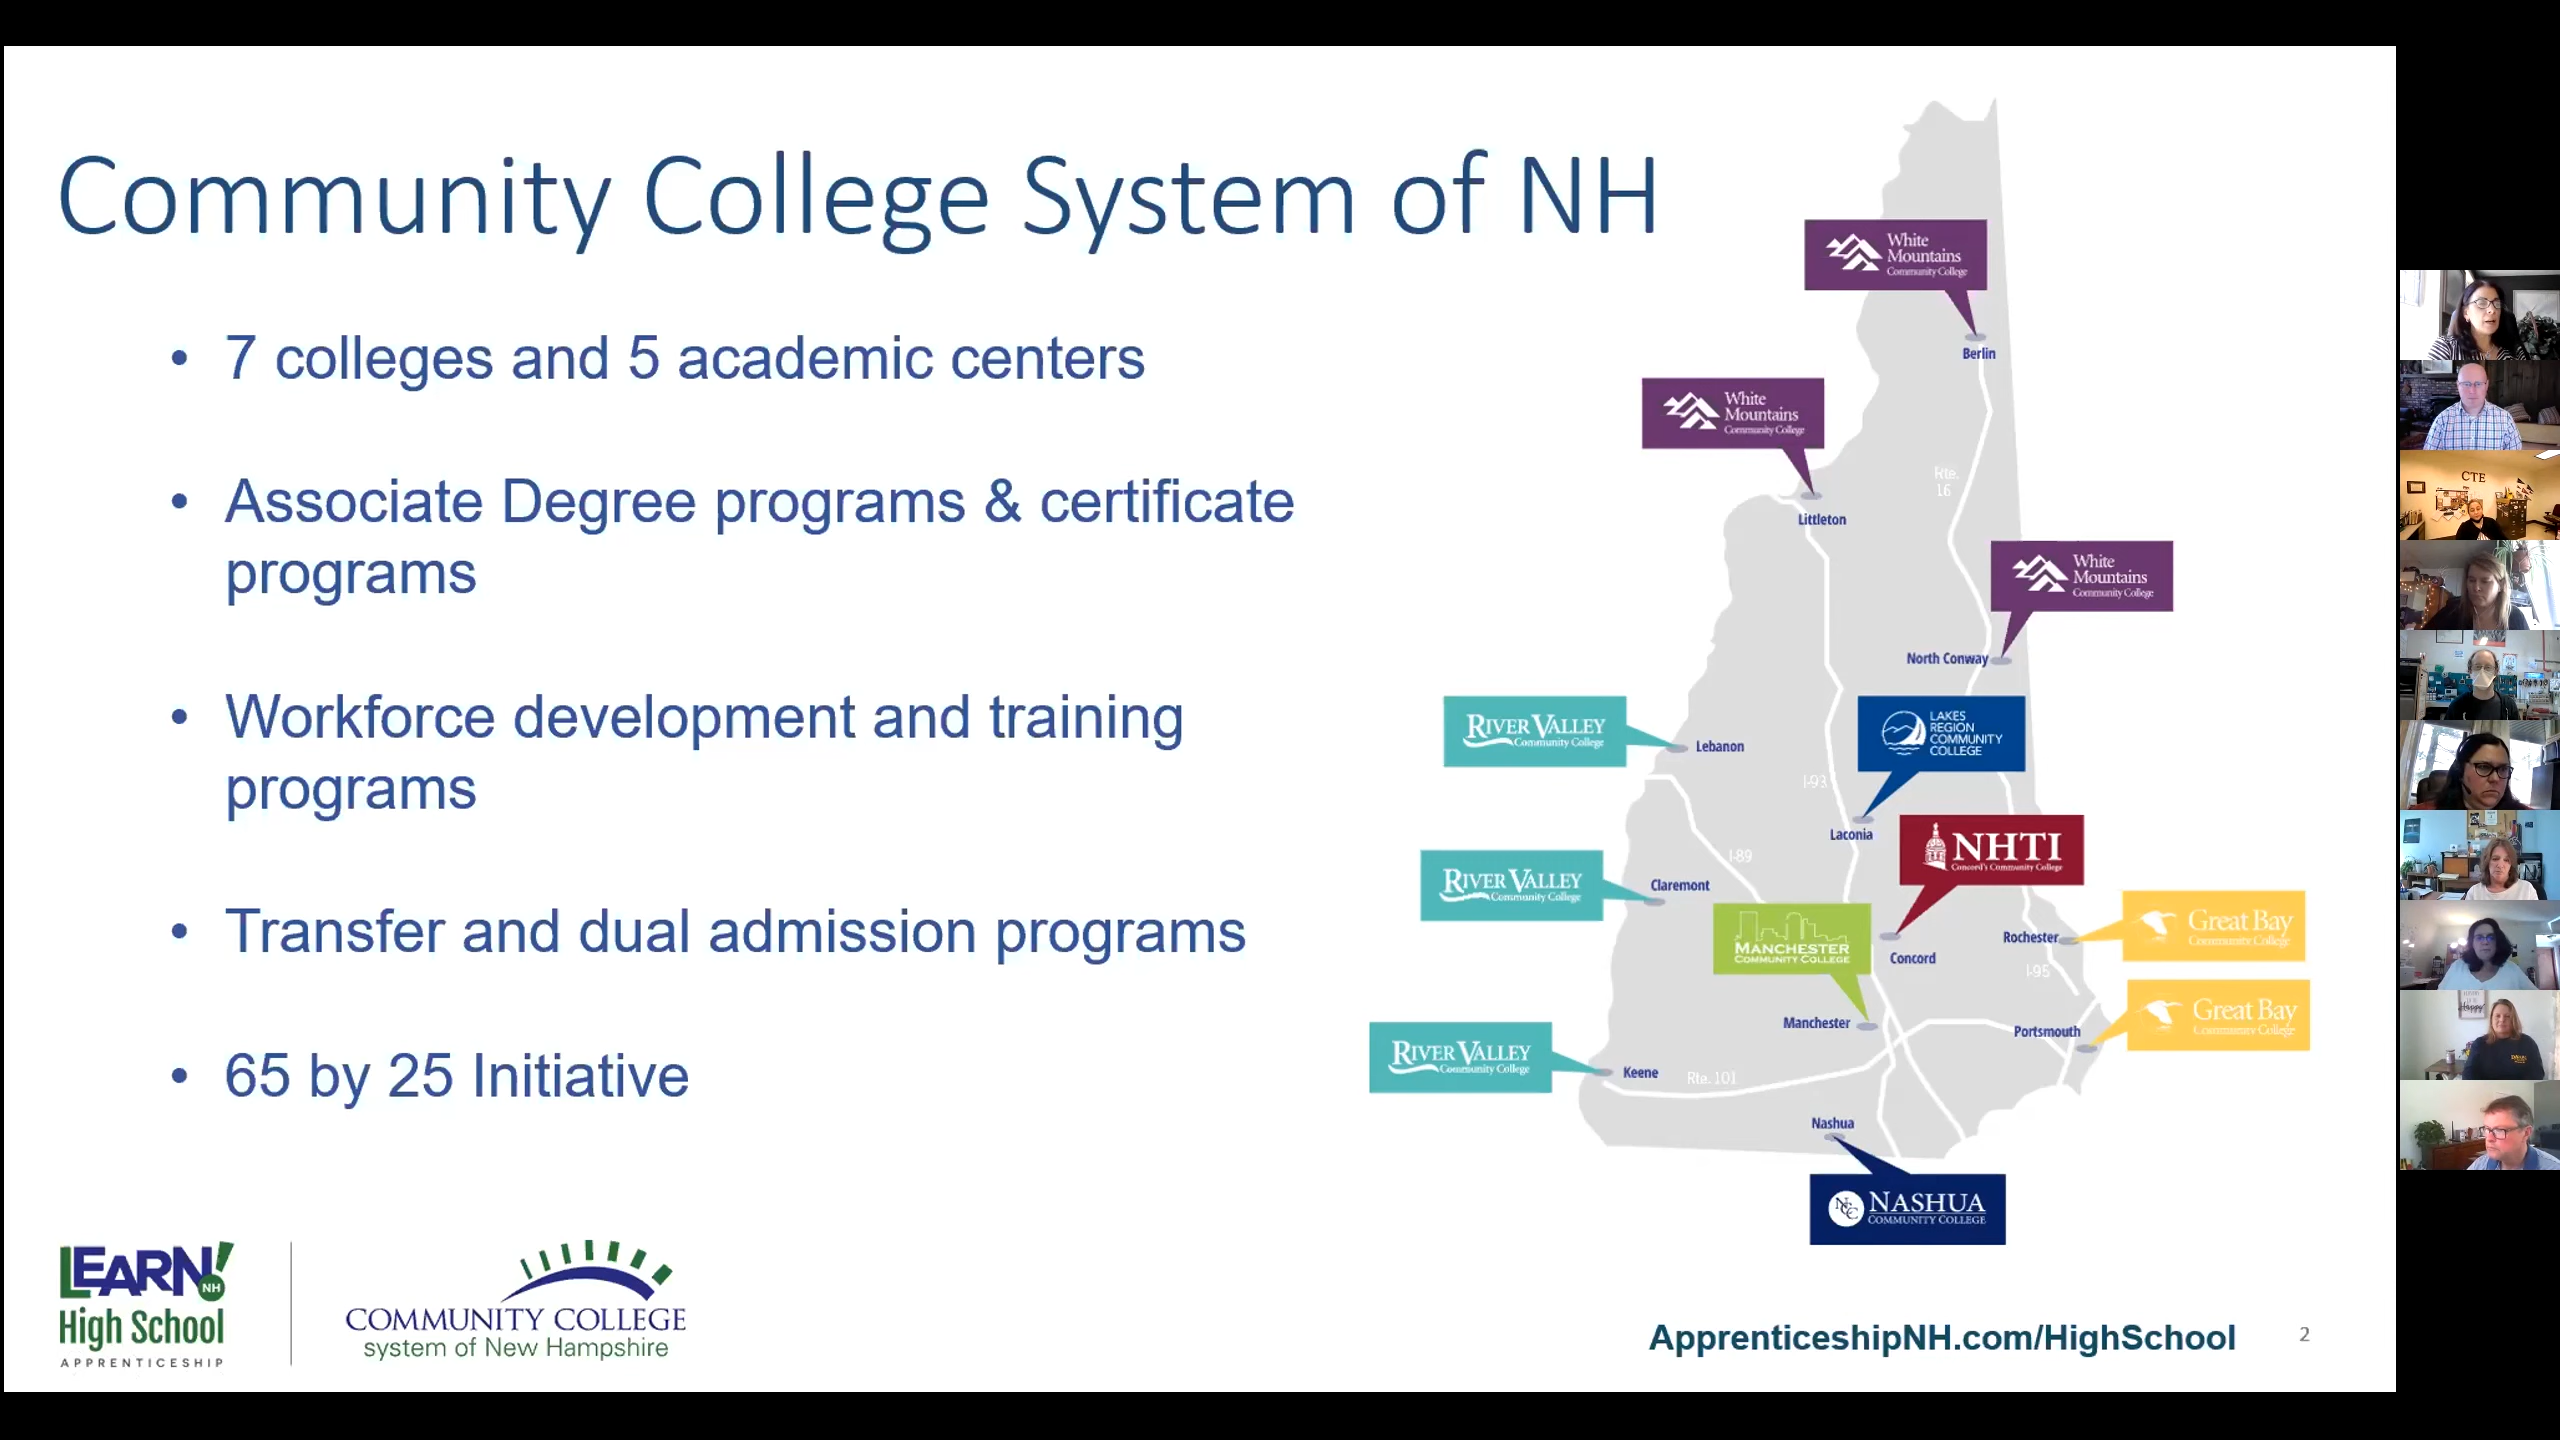 Community College System of NH
• 7 colleges and 5 academic centers
• Associate Degree programs & certificate
programs
• Workforce development and training
programs
• Transfer and dual admission programs
• 65 by 25 Initiative
White
Mountains
Community College
Berlin
White
Mountains
Community College
Littleton
Rte.
16
White
Mountains
Community College
North Conway
RIVER VALLEY
Community College
Lebanon
LAKES
REGION
COMMUNITY
COLLEGE
I-93
Laconia
NHTI
Concord's Community College
I-89
RIVER VALLEY
Community College
Claremont
MANCHESTER
COMMUNITY COLLEGE
Concord
Rochester
Great Bay
Community College
I-95
Great Bay
Community College
Manchester
Portsmouth
RIVER VALLEY
Community College
Keene
Rte. 101
Nashua
NCC
NASHUA
COMMUNITY COLLEGE
LEARN!
NH
High School
APPRENTICESHIP
COMMUNITY COLLEGE
system of New Hampshire
ApprenticeshipNH.com/HighSchool
2
CTE